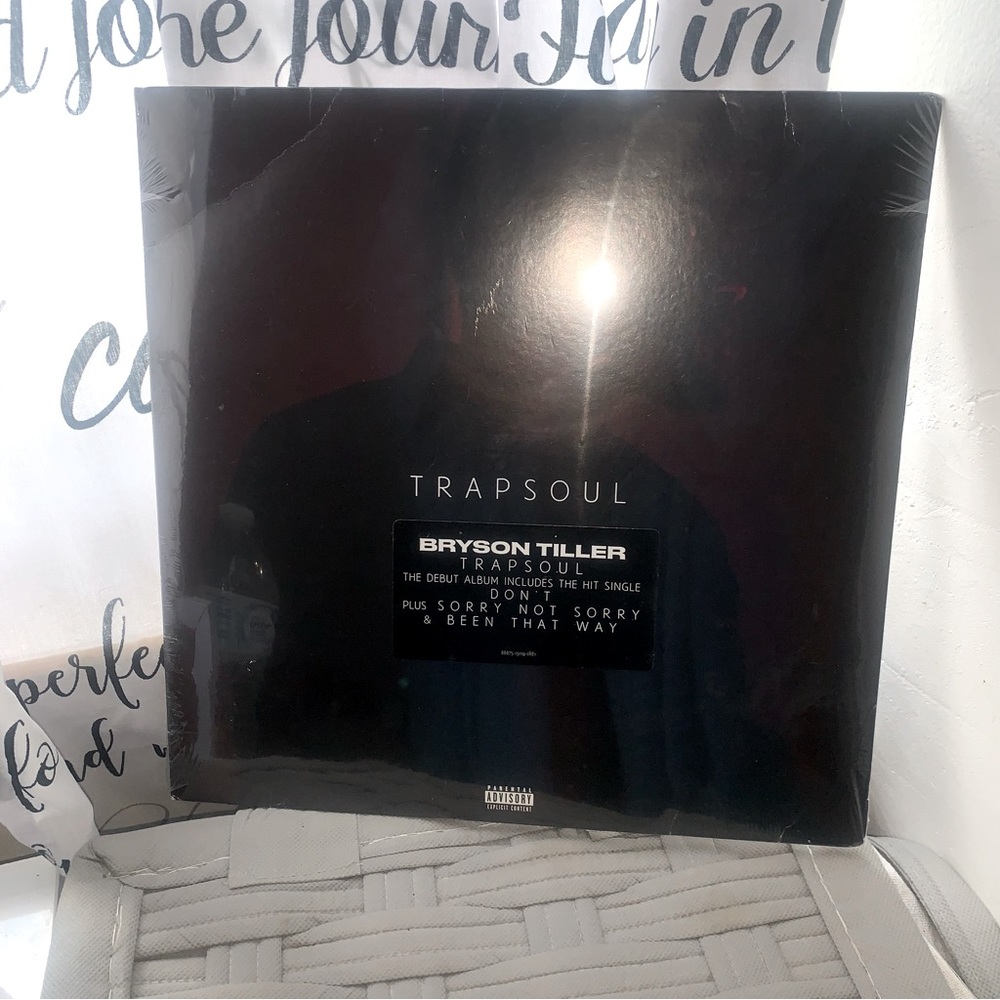 in
TRAPSOUL
BRYSON TILLER
TRAPSOUL
THE DEBUT ALBUM INCLUDES THE HIT SINGLE
DON'T
PLUS SORRY NOT SORRY
& BEEN THAT WAY
PARENTAL
ADVISORY
EXPLICIT CONTENT